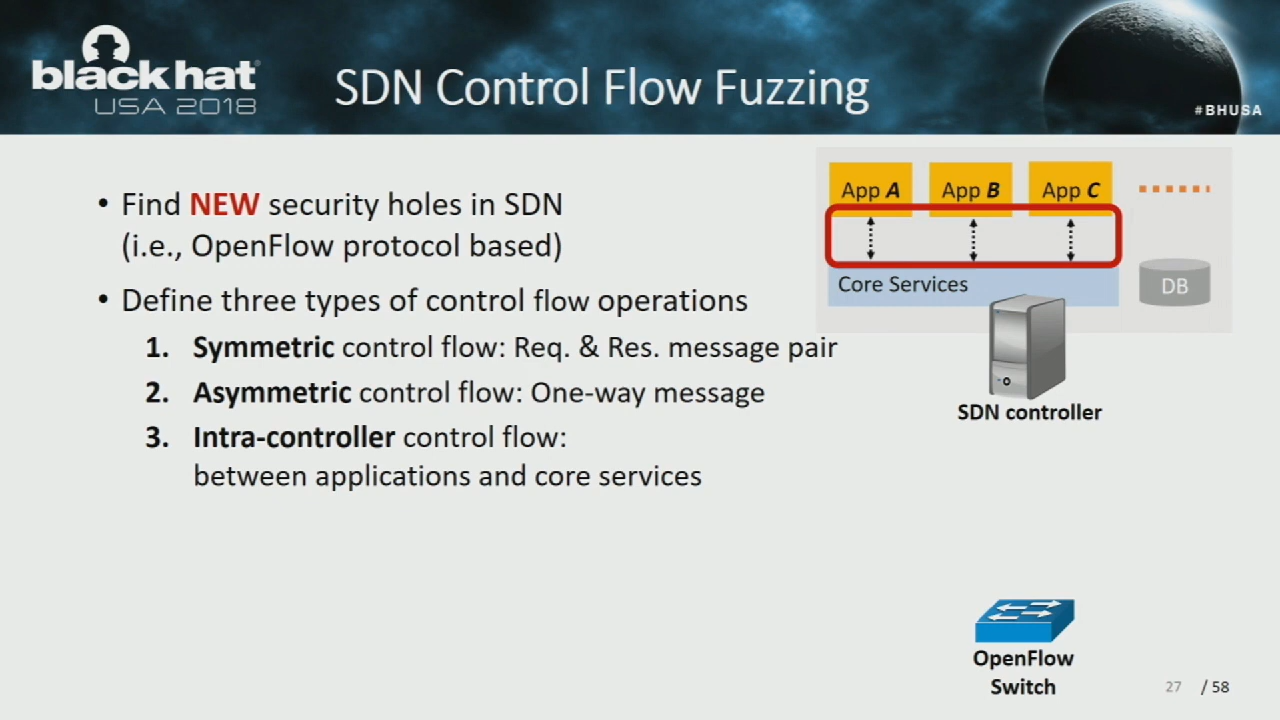 black hat
USA 2018
SDN Control Flow Fuzzing
#BHUSA
• Find NEW security holes in SDN
(i.e., OpenFlow protocol based)
• Define three types of control flow operations
1. Symmetric control flow: Req. & Res. message pair
2. Asymmetric control flow: One-way message
3. Intra-controller control flow:
between applications and core services
App A
App B
App C
Core Services
DB
SDN controller
OpenFlow
Switch
27 / 58